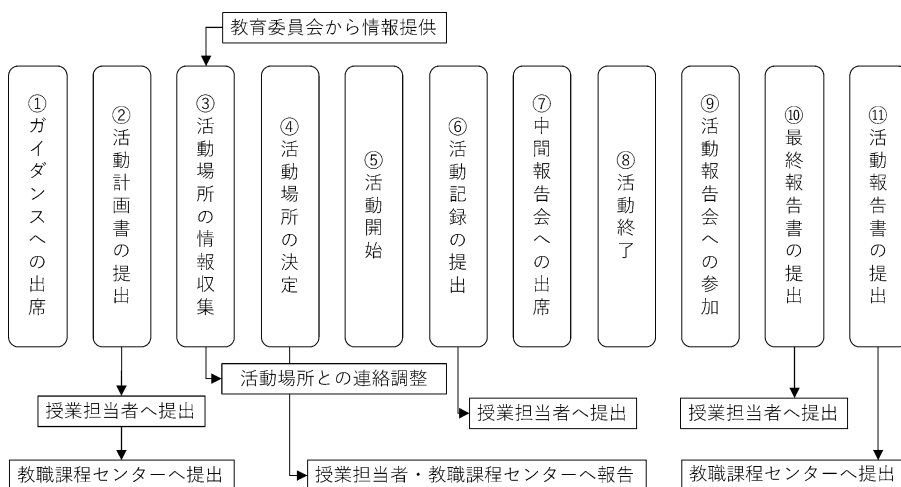 教育委員会から情報提供
①ガイダンスへの出席
②活動計画書の提出
③活動場所の情報収集
④活動場所の決定
⑤活動開始
⑥活動記録の提出
⑦中間報告会への出席
⑧活動終了
⑨活動報告会への参加
⑩最終報告書の提出
⑪活動報告書の提出
活動場所との連絡調整
授業担当者へ提出
授業担当者へ提出
授業担当者へ提出
教職課程センターへ提出
授業担当者・教職課程センターへ報告
教職課程センターへ提出